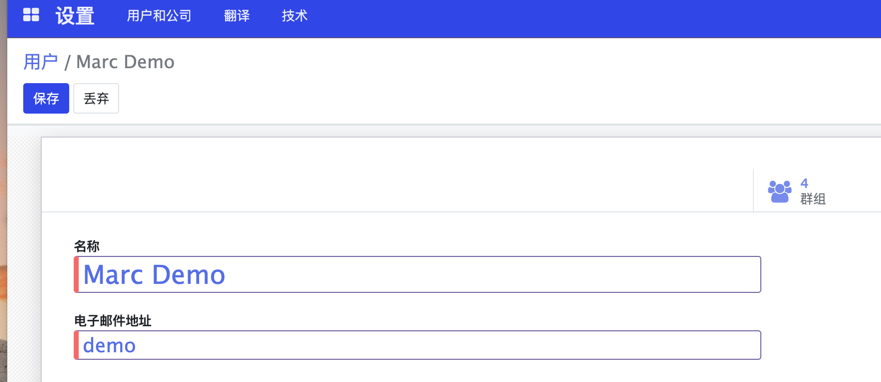 设置 用户和公司 翻译 技术
用户 / Marc Demo
保存 丢弃
4
群组
名称
Marc Demo
电子邮件地址
demo